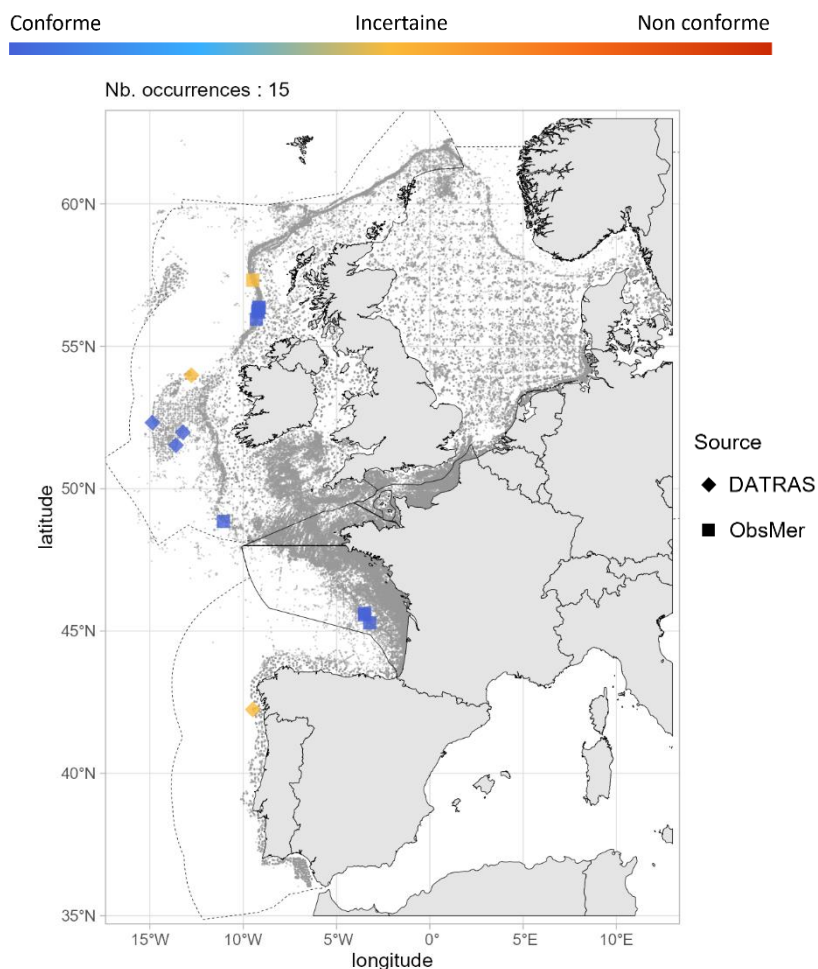 Conforme Incertaine Non conforme
Nb. occurrences : 15
60°N
55°N
50°N
45°N
40°N
35°N
latitude
Source
DATRAS
ObsMer
15°W 10°W 5°W 0° 5°E 10°E
longitude